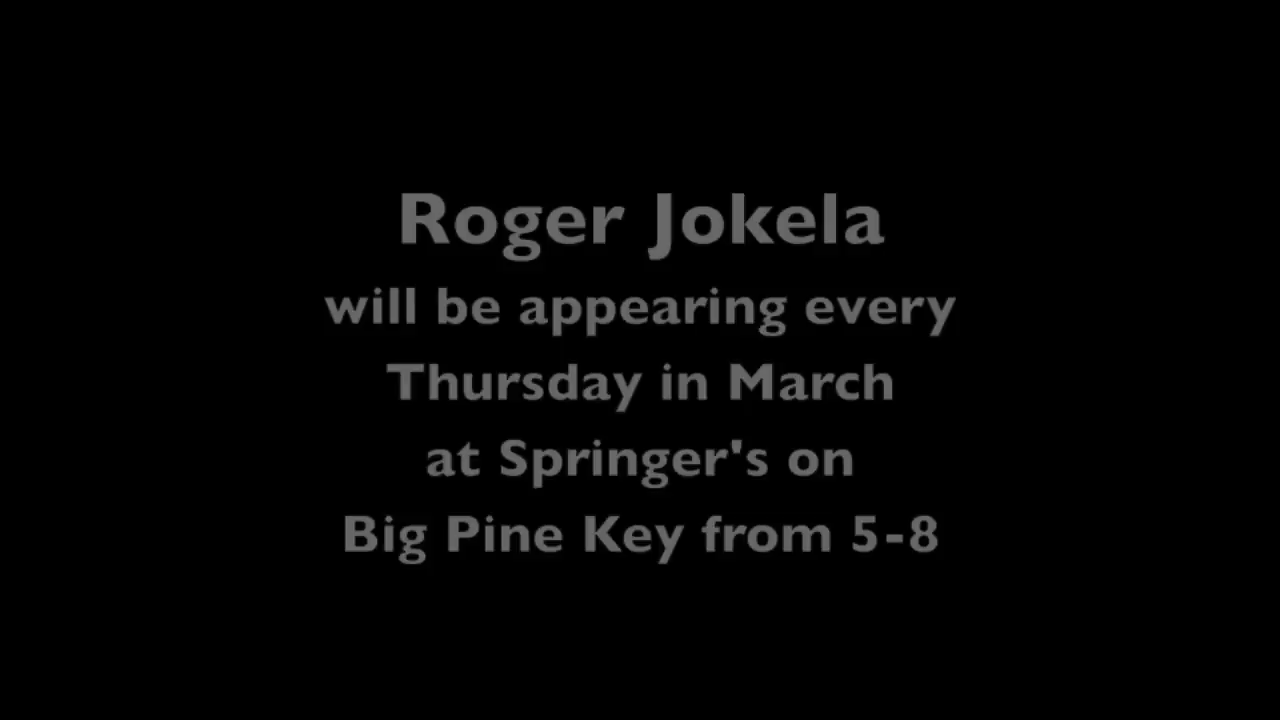 Roger Jokela
will be appearing every
Thursday in March
at Springer's on
Big Pine Key from 5-8